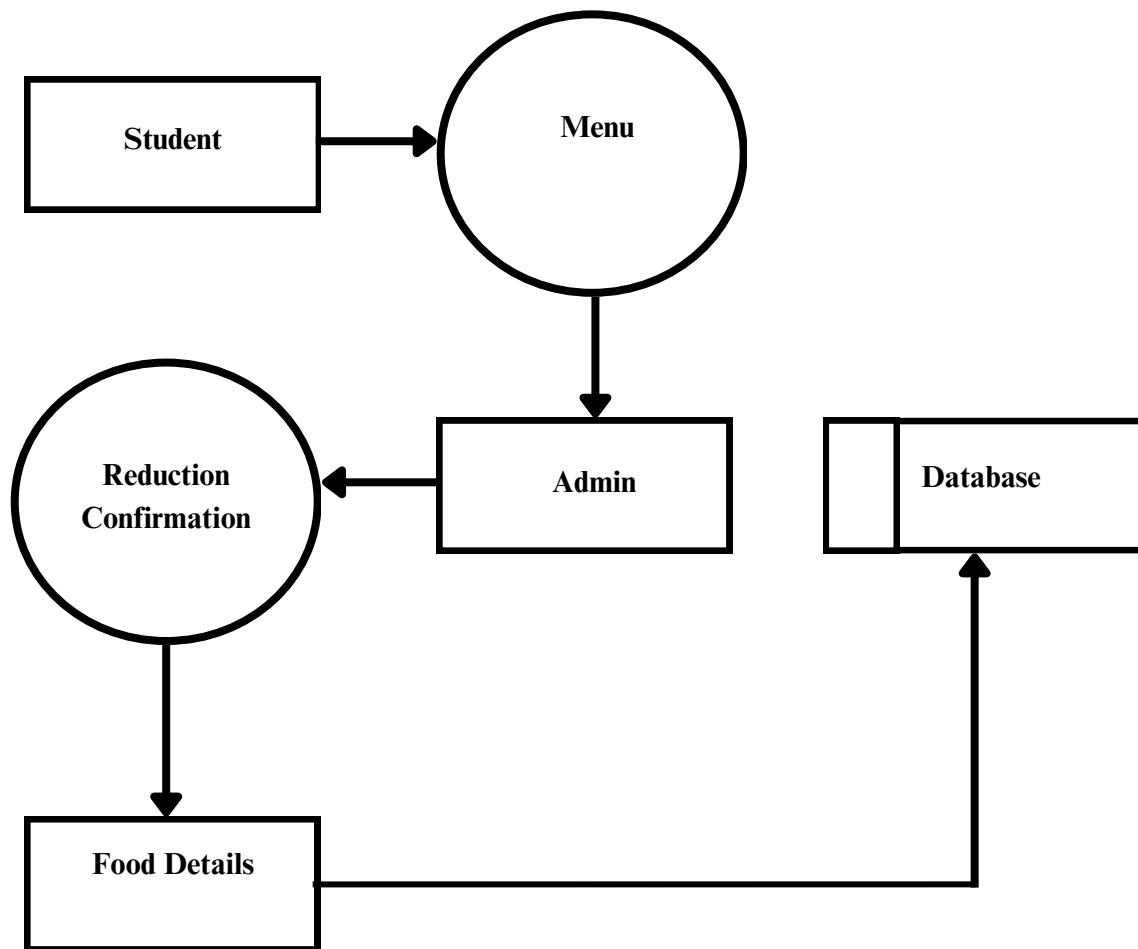 Student
Menu
Reduction
Confirmation
Admin
Database
Food Details